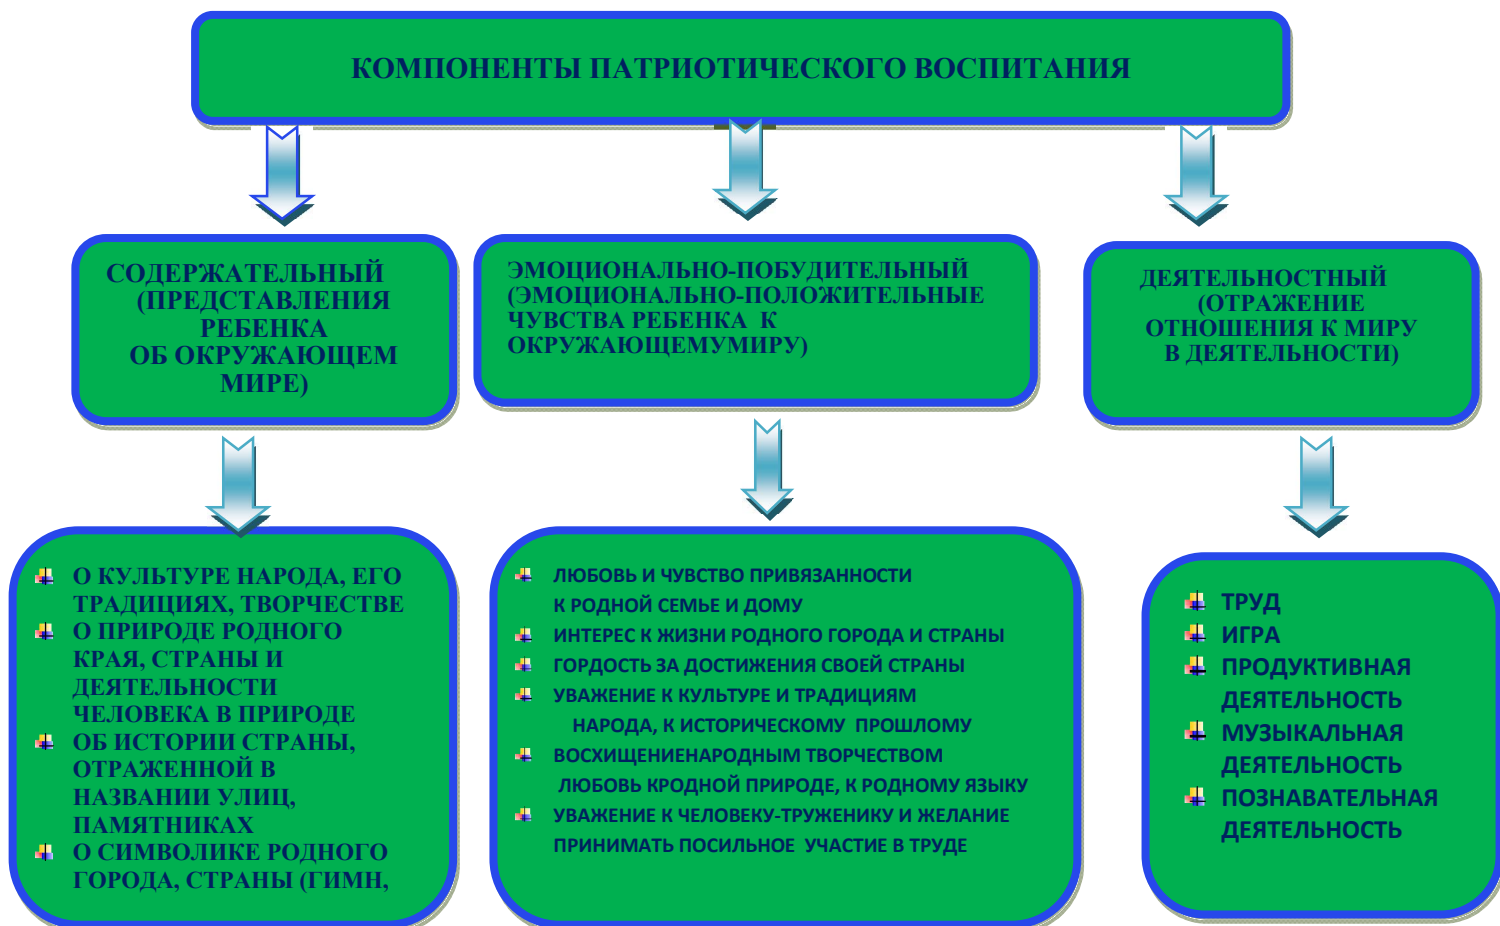 КОМПОНЕНТЫ ПАТРИОТИЧЕСКОГО ВОСПИТАНИЯ
СОДЕРЖАТЕЛЬНЫЙ
(ПРЕДСТАВЛЕНИЯ
РЕБЕНКА
ОБ ОКРУЖАЮЩЕМ
МИРЕ)
ЭМОЦИОНАЛЬНО-ПОБУДИТЕЛЬНЫЙ
(ЭМОЦИОНАЛЬНО-ПОЛОЖИТЕЛЬНЫЕ
ЧУВСТВА РЕБЕНКА К
ОКРУЖАЮЩЕМУМИРУ)
ДЕЯТЕЛЬНОСТНЫЙ
(ОТРАЖЕНИЕ
ОТНОШЕНИЯ К МИРУ
В ДЕЯТЕЛЬНОСТИ)
О КУЛЬТУРЕ НАРОДА, ЕГО
ТРАДИЦИЯХ, ТВОРЧЕСТВЕ
О ПРИРОДЕ РОДНОГО
КРАЯ, СТРАНЫ И
ДЕЯТЕЛЬНОСТИ
ЧЕЛОВЕКА В ПРИРОДЕ
ОБ ИСТОРИИ СТРАНЫ,
ОТРАЖЕННОЙ В
НАЗВАНИИ УЛИЦ,
ПАМЯТНИКАХ
О СИМВОЛИКЕ РОДНОГО
ГОРОДА, СТРАНЫ (ГИМН,
ЛЮБОВЬ И ЧУВСТВО ПРИВЯЗАННОСТИ
К РОДНОЙ СЕМЬЕ И ДОМУ
ИНТЕРЕС К ЖИЗНИ РОДНОГО ГОРОДА И СТРАНЫ
ГОРДОСТЬ ЗА ДОСТИЖЕНИЯ СВОЕЙ СТРАНЫ
УВАЖЕНИЕ К КУЛЬТУРЕ И ТРАДИЦИЯМ
НАРОДА, К ИСТОРИЧЕСКОМУ ПРОШЛОМУ
ВОСХИЩЕНИЕНАРОДНЫМ ТВОРЧЕСТВОМ
ЛЮБОВЬ КРОДНОЙ ПРИРОДЕ, К РОДНОМУ ЯЗЫКУ
УВАЖЕНИЕ К ЧЕЛОВЕКУ-ТРУЖЕНИКУ И ЖЕЛАНИЕ
ПРИНИМАТЬ ПОСИЛЬНОЕ УЧАСТИЕ В ТРУДЕ
ТРУД
ИГРА
ПРОДУКТИВНАЯ
ДЕЯТЕЛЬНОСТЬ
МУЗЫКАЛЬНАЯ
ДЕЯТЕЛЬНОСТЬ
ПОЗНАВАТЕЛЬНАЯ
ДЕЯТЕЛЬНОСТЬ